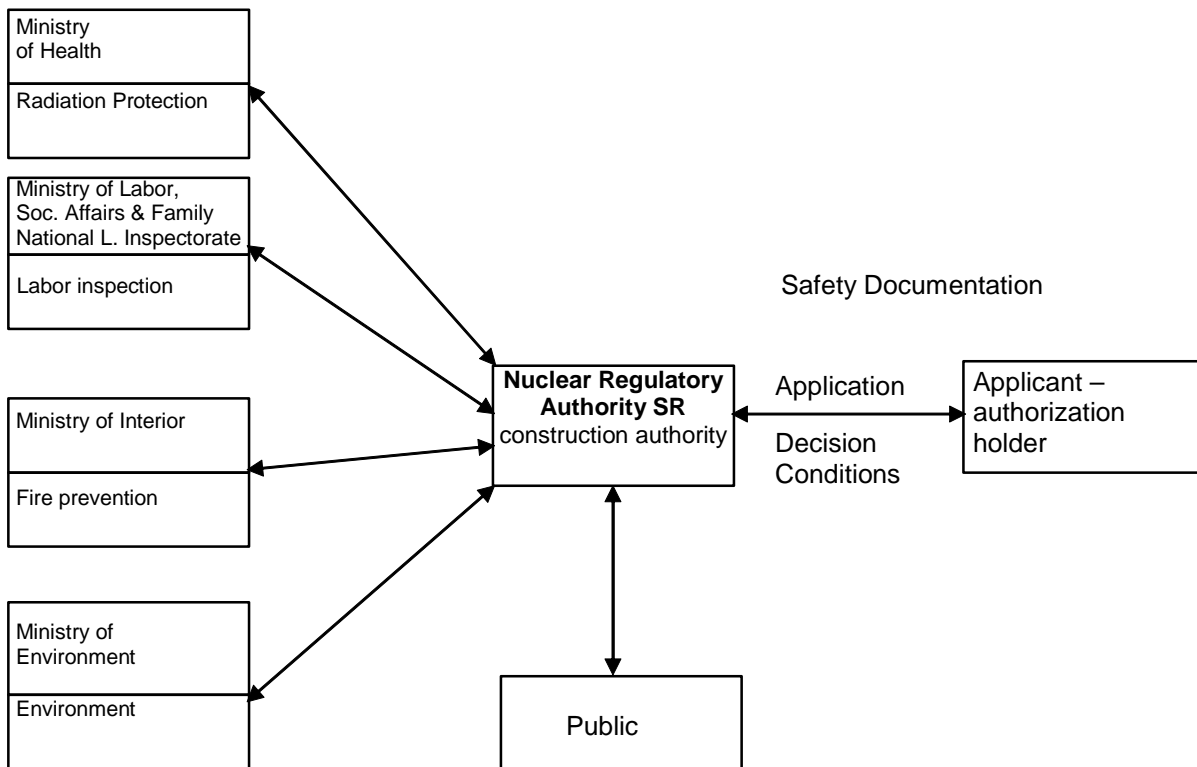 Ministry
of Health
Radiation Protection
Ministry of Labor,
Soc. Affairs & Family
National L. Inspectorate
Labor inspection
Ministry of Interior
Fire prevention
Ministry of
Environment
Environment
Nuclear Regulatory
Authority SR
construction authority
Public
Safety Documentation
Application
Decision
Conditions
Applicant –
authorization
holder